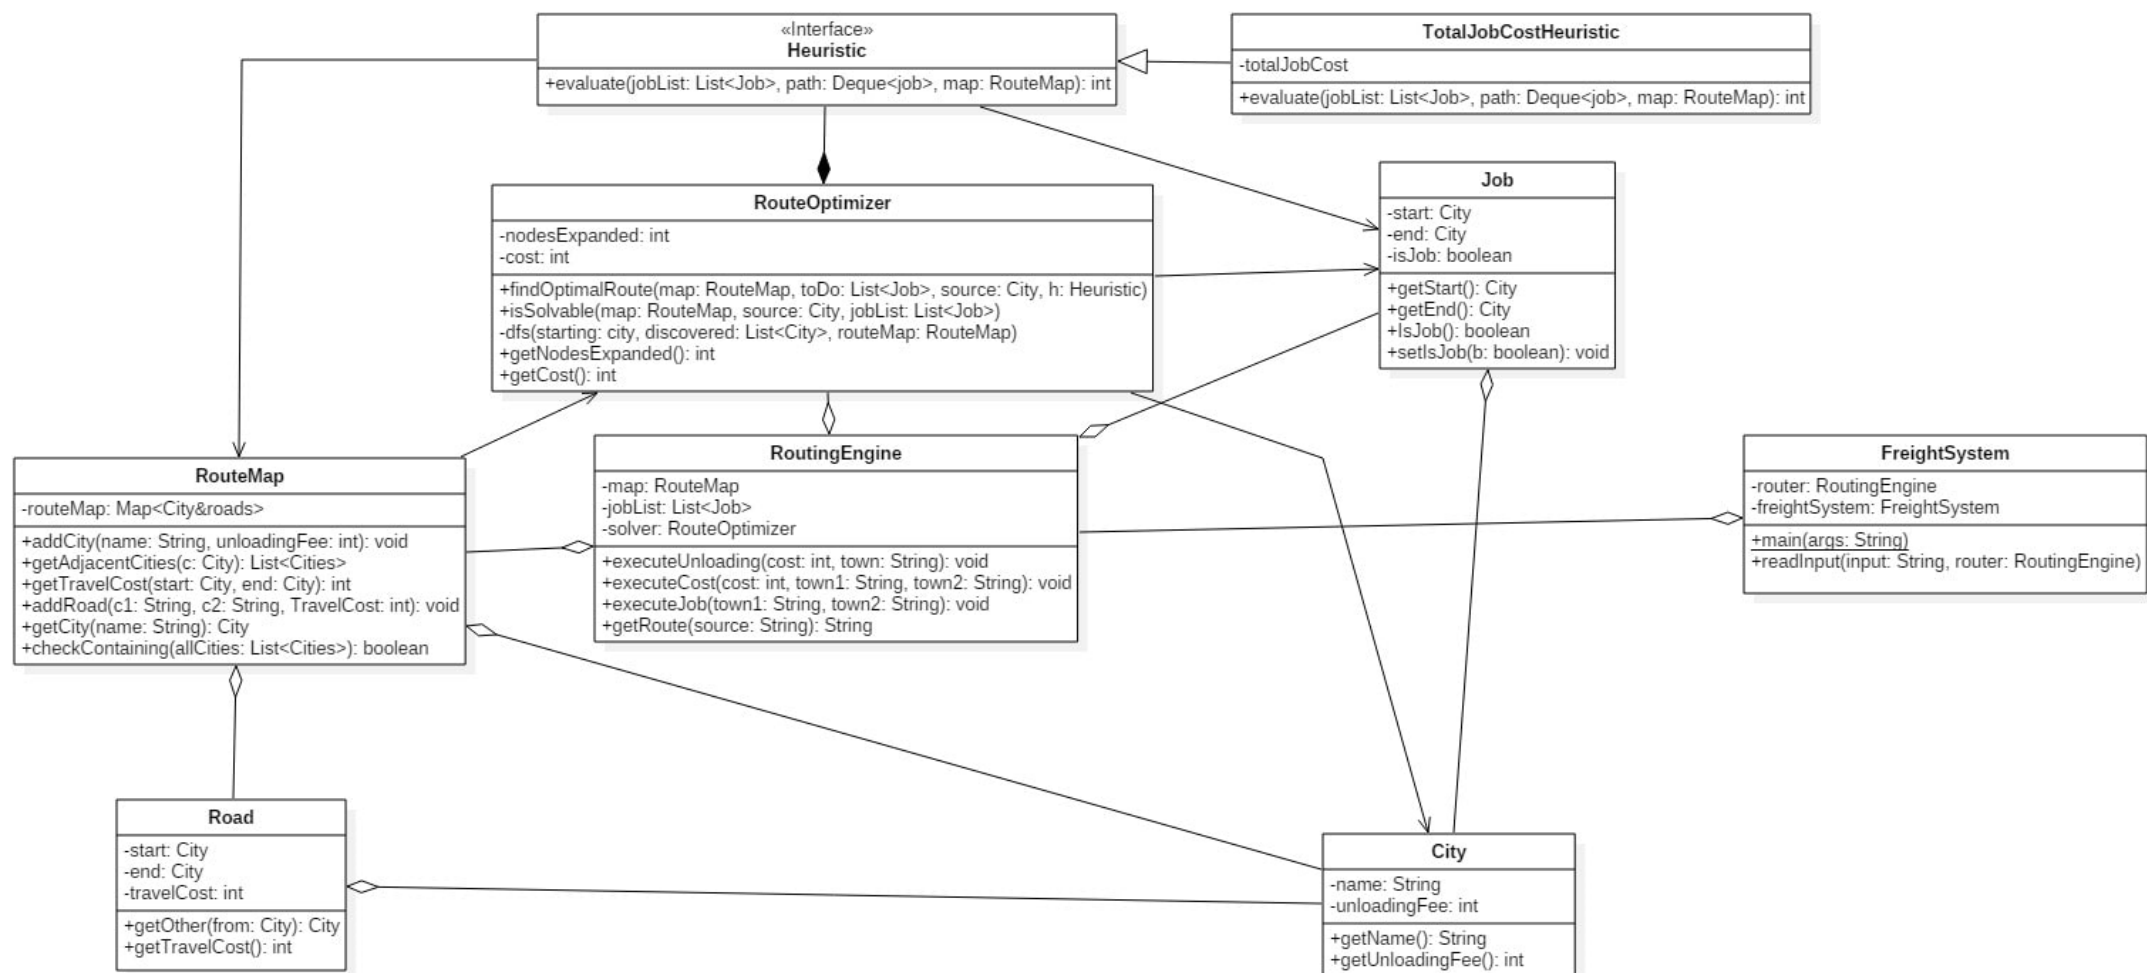 «Interface»
Heuristic
+evaluate(jobList: List<Job>, path: Deque<job>, map: RouteMap): int
TotalJobCostHeuristic
-totalJobCost
+evaluate(jobList: List<Job>, path: Deque<job>, map: RouteMap): int
RouteOptimizer
-nodesExpanded: int
-cost: int
+findOptimalRoute(map: RouteMap, toDo: List<Job>, source: City, h: Heuristic)
+isSolvable(map: RouteMap, source: City, jobList: List<Job>)
-dfs(starting: city, discovered: List<City>, routeMap: RouteMap)
+getNodesExpanded(): int
+getCost(): int
Job
-start: City
-end: City
-isJob: boolean
+getStart(): City
+getEnd(): City
+IsJob(): boolean
+setIsJob(b: boolean): void
RouteMap
-routeMap: Map<City&roads>
+addCity(name: String, unloadingFee: int): void
+getAdjacentCities(c: City): List<Cities>
+getTravelCost(start: City, end: City): int
+addRoad(c1: String, c2: String, TravelCost: int): void
+getCity(name: String): City
+checkContaining(allCities: List<Cities>): boolean
RoutingEngine
-map: RouteMap
-jobList: List<Job>
-solver: RouteOptimizer
+executeUnloading(cost: int, town: String): void
+executeCost(cost: int, town1: String, town2: String): void
+executeJob(town1: String, town2: String): void
+getRoute(source: String): String
FreightSystem
-router: RoutingEngine
-freightSystem: FreightSystem
+main(args: String)
+readInput(input: String, router: RoutingEngine)
Road
-start: City
-end: City
-travelCost: int
+getOther(from: City): City
+getTravelCost(): int
City
-name: String
-unloadingFee: int
+getName(): String
+getUnloadingFee(): int